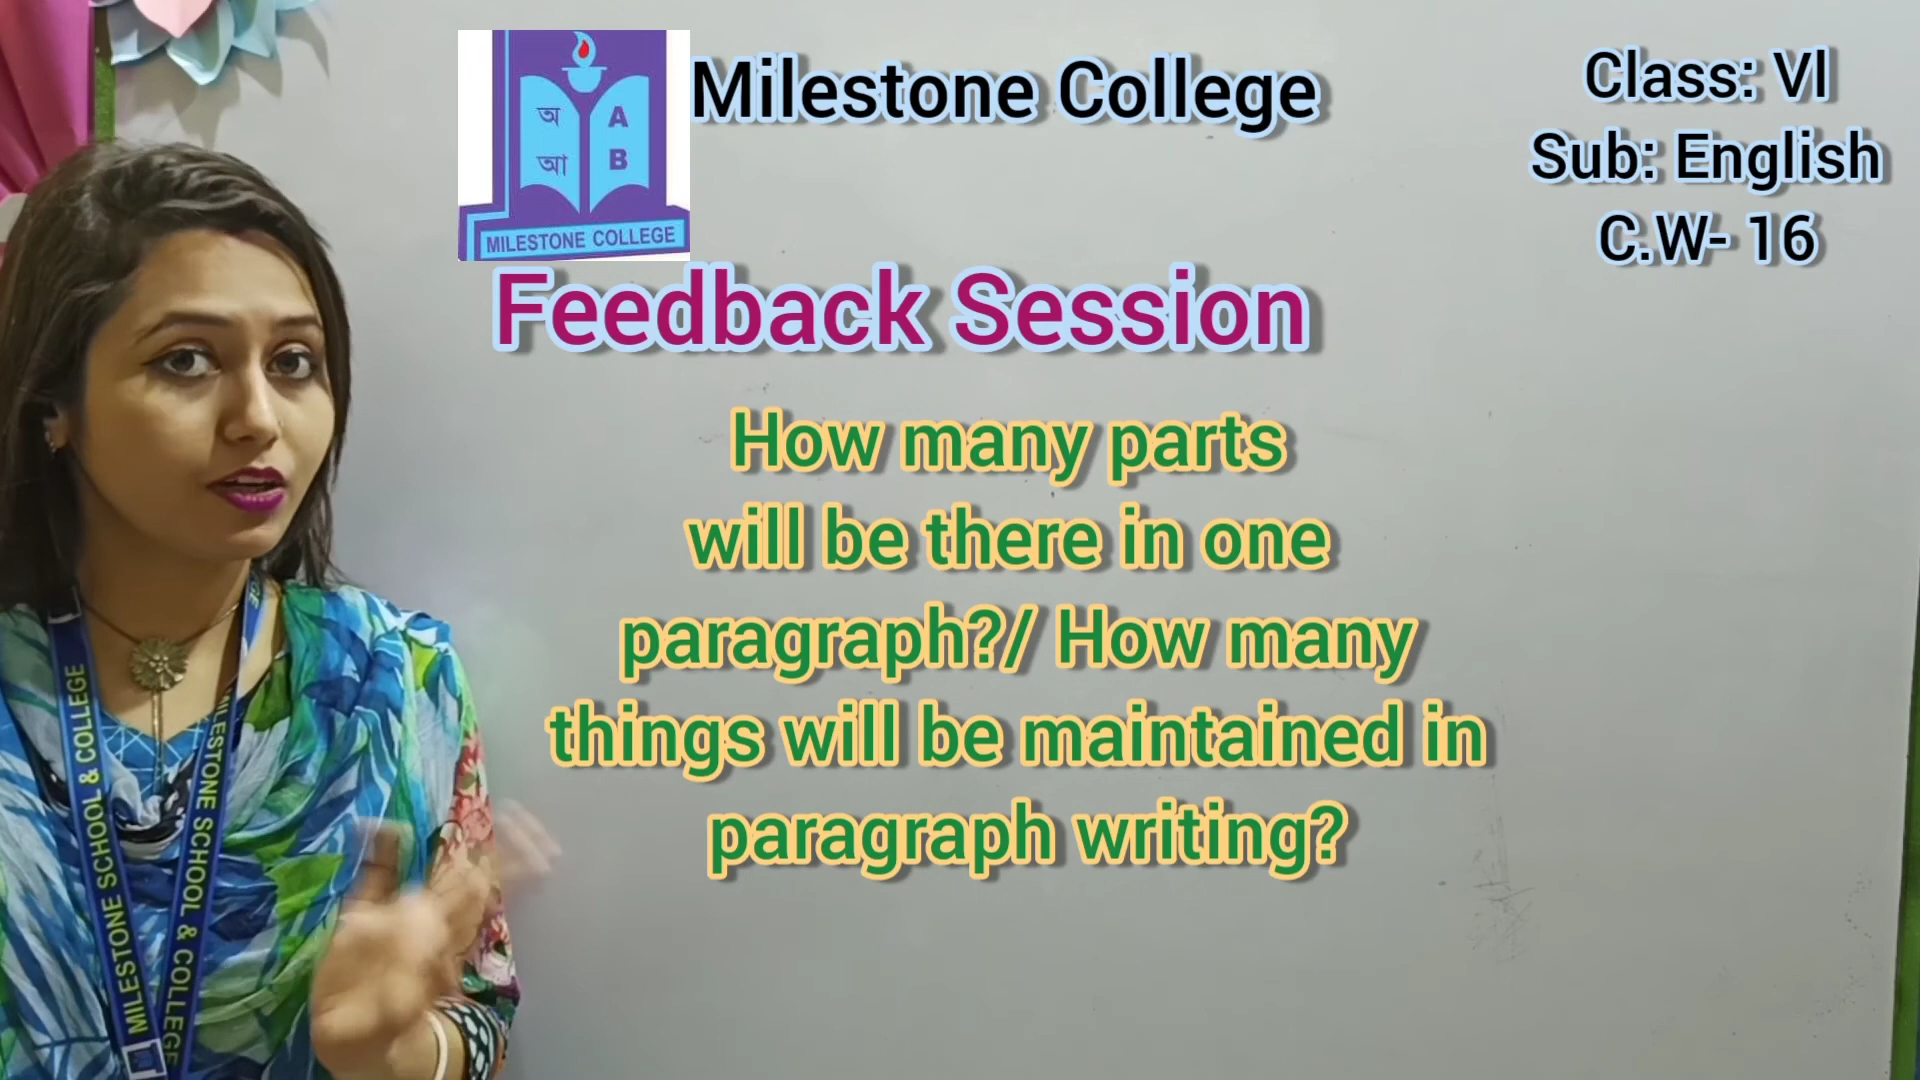 Milestone College
অ A
আ B
MILESTONE COLLEGE
Class: Vl
Sub: English
C.W- 16
Feedback Session
How many parts
will be there in one
paragraph?/ How many
things will be maintained in
paragraph writing?
MILESTONE SCHOOL & COLLEGE
MILESTONE SCHOOL & COLLEGE